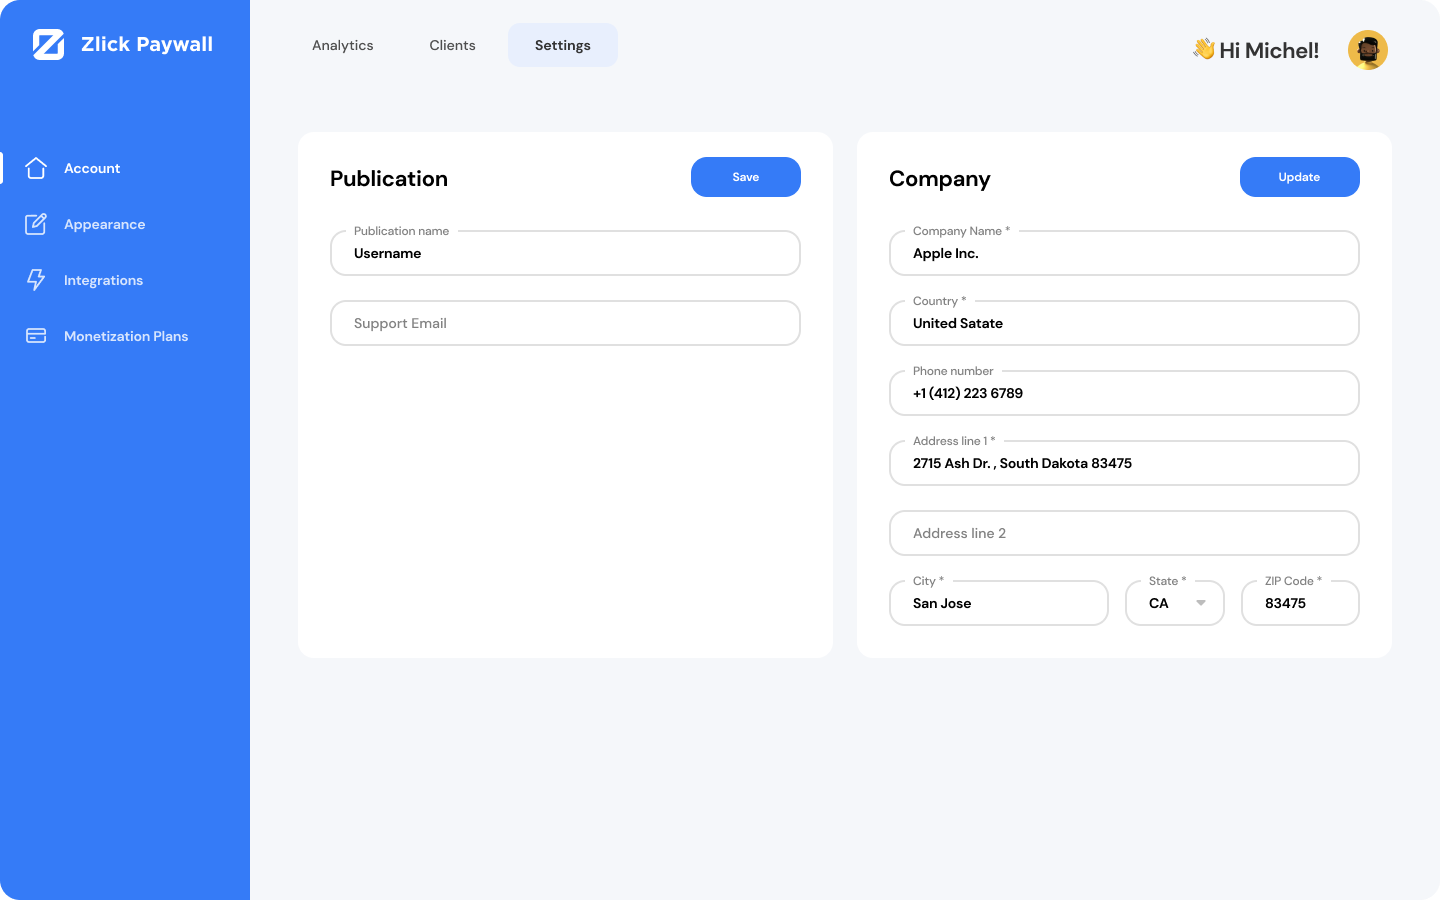 Zlick Paywall
Analytics
Clients
Settings
👋 Hi Michel!
Account
Appearance
Integrations
Monetization Plans
Publication
Save
Publication name
Username
Support Email
Company
Update
Company Name *
Apple Inc.
Country *
United Satate
Phone number
+1 (412) 223 6789
Address line 1 *
2715 Ash Dr. , South Dakota 83475
Address line 2
City *
San Jose
State *
CA
ZIP Code *
83475